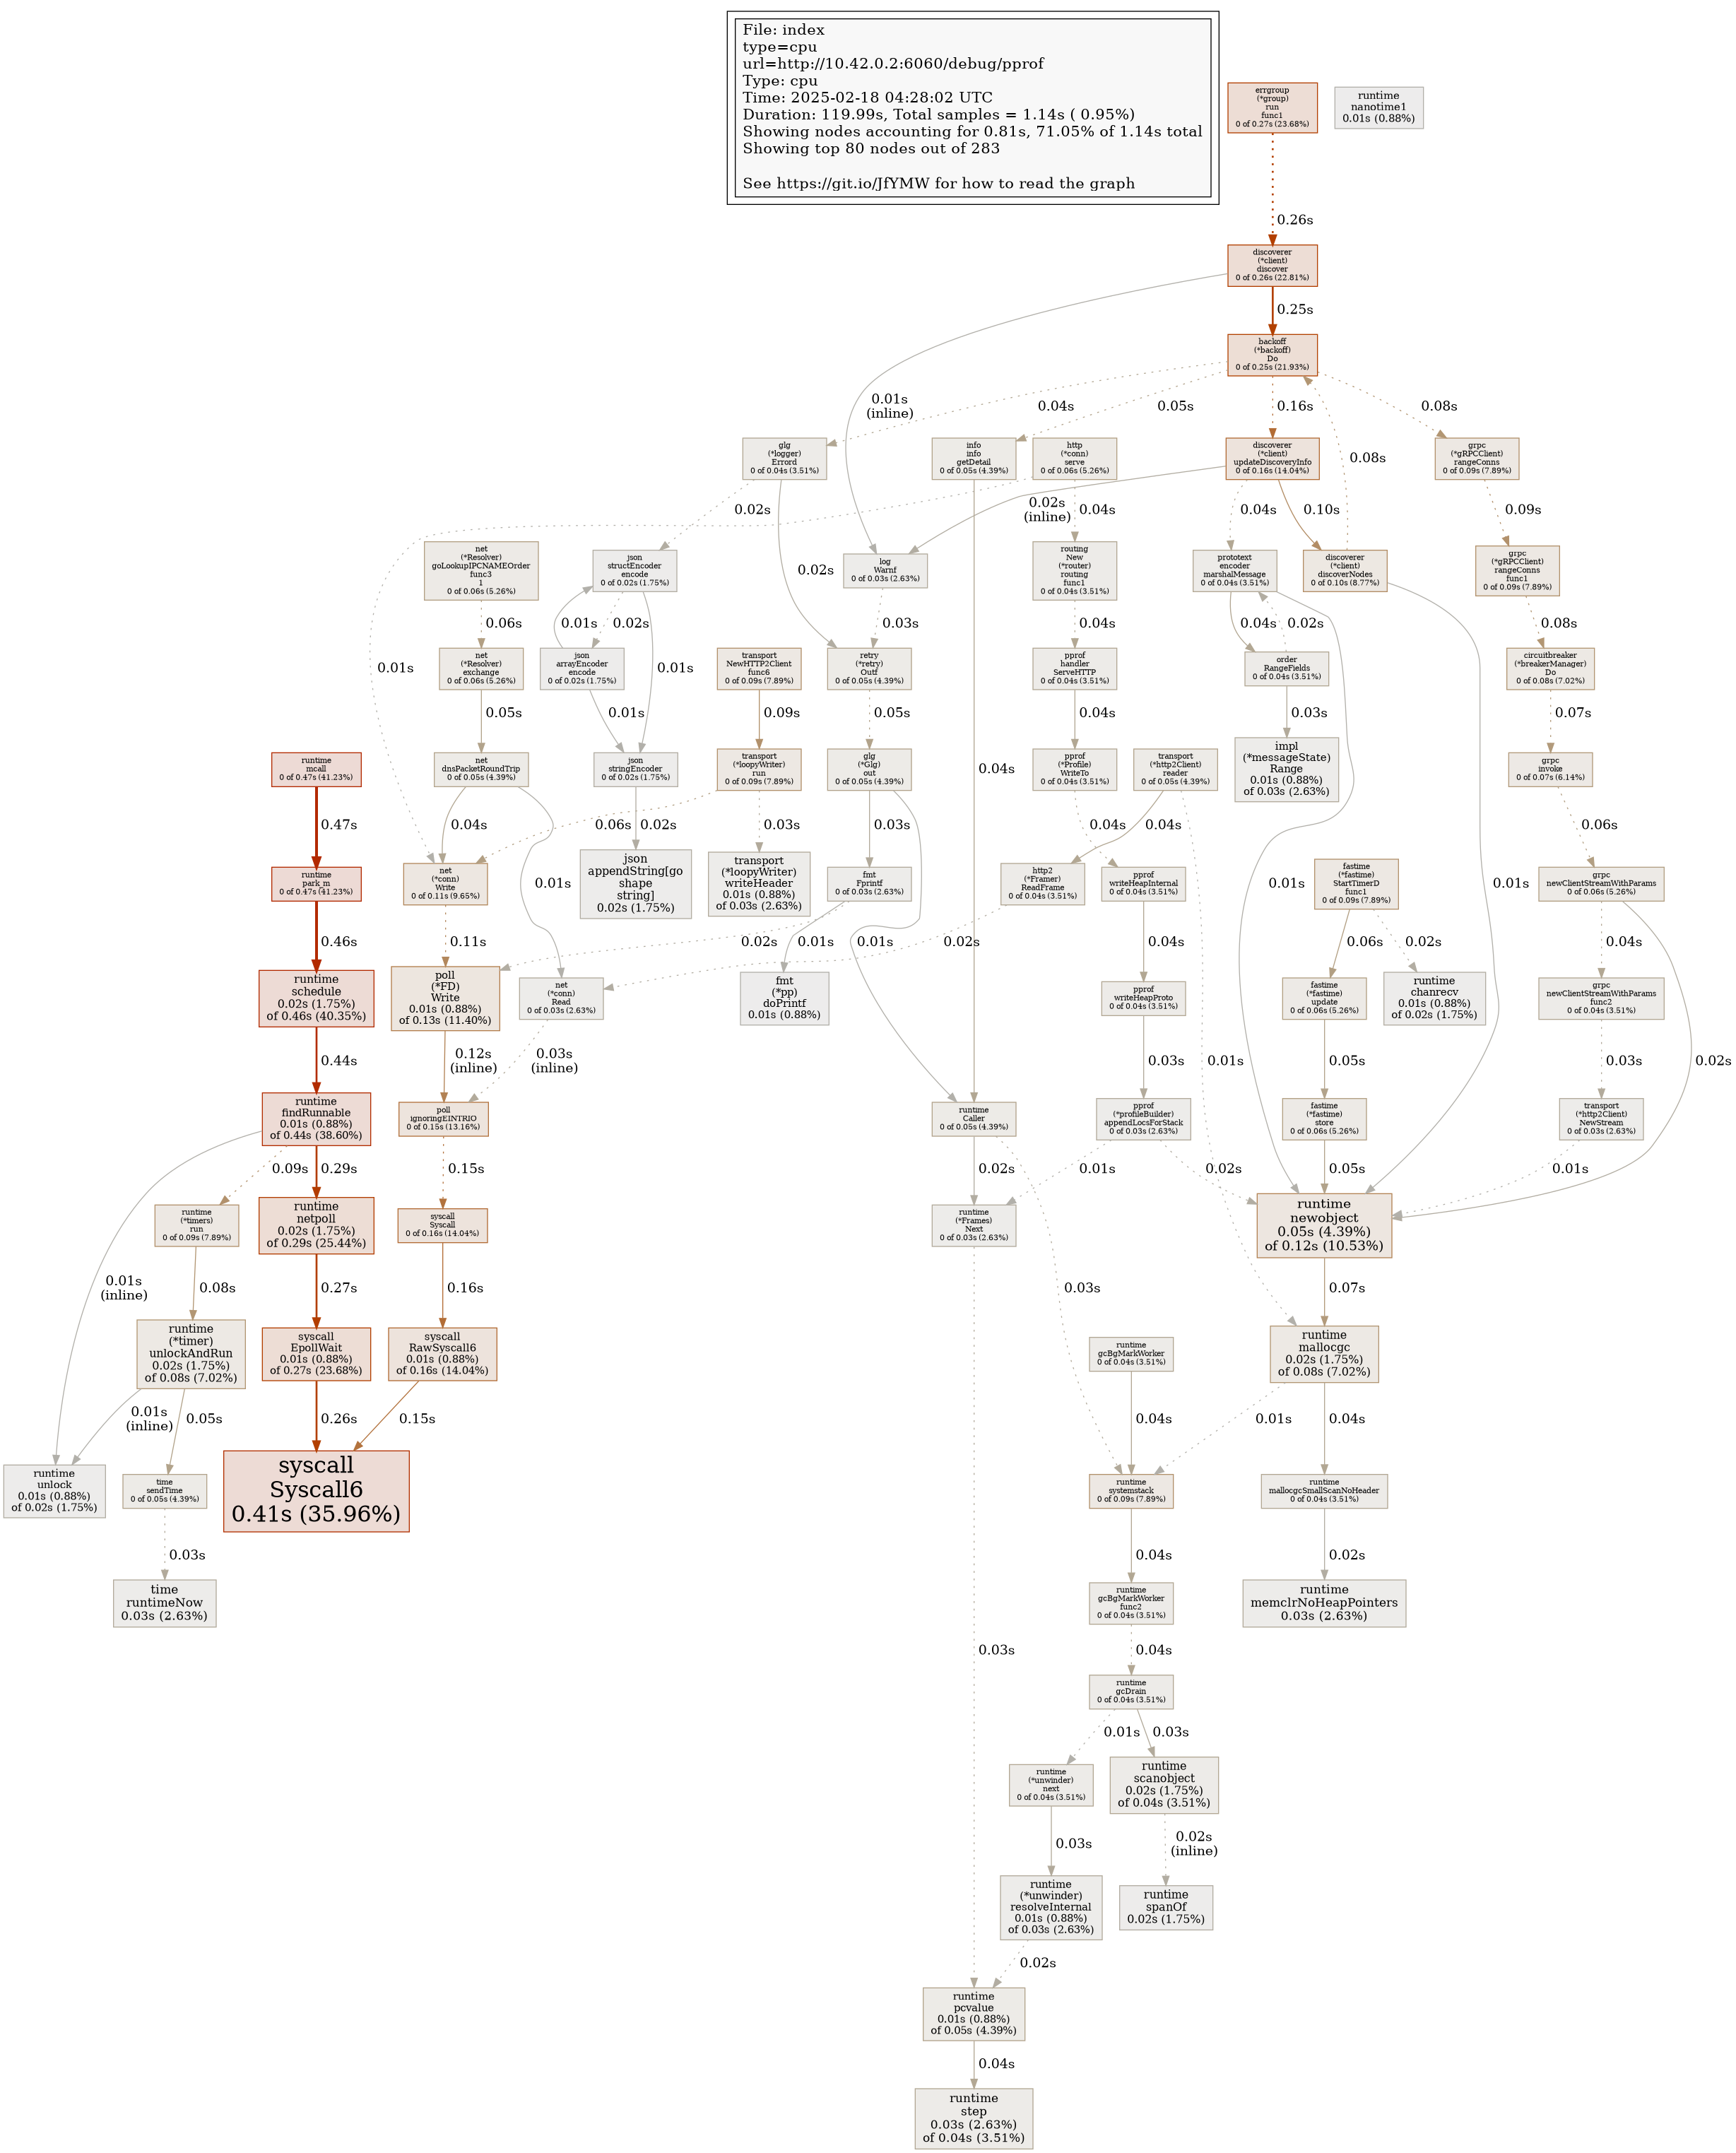 File: index
type=cpu
url=http://10.42.0.2:6060/debug/pprof
Type: cpu
Time: 2025-02-18 04:28:02 UTC
Duration: 119.99s, Total samples = 1.14s ( 0.95%)
Showing nodes accounting for 0.81s, 71.05% of 1.14s total
Showing top 80 nodes out of 283
See https://git.io/JfYMW for how to read the graph
errgroup
(*group)
run
func1
0 of 0.27s (23.68%)
runtime
nanotime1
0.01s (0.88%)
0.26s
discoverer
(*client)
discover
0 of 0.26s (22.81%)
0.25s
backoff
(*backoff)
Do
0 of 0.25s (21.93%)
0.01s
(inline)
0.04s
0.05s
0.16s
0.08s
0.08s
glg
(*logger)
Errord
0 of 0.04s (3.51%)
info
info
getDetail
0 of 0.05s (4.39%)
http
(*conn)
serve
0 of 0.06s (5.26%)
discoverer
(*client)
updateDiscoveryInfo
0 of 0.16s (14.04%)
grpc
(*gRPCClient)
rangeConns
0 of 0.09s (7.89%)
0.02s
0.02s
(inline)
0.04s
0.04s
0.10s
0.09s
net
(*Resolver)
goLookupIPCNAMEOrder
func3
1
0 of 0.06s (5.26%)
json
structEncoder
encode
0 of 0.02s (1.75%)
0.02s
log
Warnf
0 of 0.03s (2.63%)
routing
New
(*router)
routing
func1
0 of 0.04s (3.51%)
prototext
encoder
marshalMessage
0 of 0.04s (3.51%)
discoverer
(*client)
discoverNodes
0 of 0.10s (8.77%)
grpc
(*gRPCClient)
rangeConns
func1
0 of 0.09s (7.89%)
0.06s
0.01s
0.02s
0.03s
0.04s
0.04s
0.02s
0.08s
net
(*Resolver)
exchange
0 of 0.06s (5.26%)
json
arrayEncoder
encode
0 of 0.02s (1.75%)
0.01s
0.01s
transport
NewHTTP2Client
func6
0 of 0.09s (7.89%)
retry
(*retry)
Outf
0 of 0.05s (4.39%)
pprof
handler
ServeHTTP
0 of 0.04s (3.51%)
order
RangeFields
0 of 0.04s (3.51%)
circuitbreaker
(*breakerManager)
Do
0 of 0.08s (7.02%)
0.05s
0.01s
0.09s
0.05s
0.04s
0.03s
0.07s
runtime
mcall
0 of 0.47s (41.23%)
net
dnsPacketRoundTrip
0 of 0.05s (4.39%)
json
stringEncoder
0 of 0.02s (1.75%)
transport
(*loopyWriter)
run
0 of 0.09s (7.89%)
glg
(*Glg)
out
0 of 0.05s (4.39%)
0.04s
pprof
(*Profile)
WriteTo
0 of 0.04s (3.51%)
transport
(*http2Client)
reader
0 of 0.05s (4.39%)
impl
(*messageState)
Range
0.01s (0.88%)
of 0.03s (2.63%)
grpc
invoke
0 of 0.07s (6.14%)
0.47s
0.04s
0.06s
0.02s
0.03s
0.03s
0.04s
0.04s
0.06s
runtime
park_m
0 of 0.47s (41.23%)
net
(*conn)
Write
0 of 0.11s (9.65%)
0.01s
json
appendString[go
shape
string]
0.02s (1.75%)
transport
(*loopyWriter)
writeHeader
0.01s (0.88%)
of 0.03s (2.63%)
fmt
Fprintf
0 of 0.03s (2.63%)
http2
(*Framer)
ReadFrame
0 of 0.04s (3.51%)
pprof
writeHeapInternal
0 of 0.04s (3.51%)
0.01s
0.01s
fastime
(*fastime)
StartTimerD
func1
0 of 0.09s (7.89%)
grpc
newClientStreamWithParams
0 of 0.06s (5.26%)
0.46s
0.11s
0.02s
0.01s
0.01s
0.02s
0.04s
0.06s
0.02s
0.04s
runtime
schedule
0.02s (1.75%)
of 0.46s (40.35%)
poll
(*FD)
Write
0.01s (0.88%)
of 0.13s (11.40%)
net
(*conn)
Read
0 of 0.03s (2.63%)
fmt
(*pp)
doPrintf
0.01s (0.88%)
pprof
writeHeapProto
0 of 0.04s (3.51%)
fastime
(*fastime)
update
0 of 0.06s (5.26%)
runtime
chanrecv
0.01s (0.88%)
of 0.02s (1.75%)
grpc
newClientStreamWithParams
func2
0 of 0.04s (3.51%)
0.44s
0.12s
(inline)
0.03s
(inline)
0.03s
0.01s
0.05s
0.03s
0.02s
runtime
findRunnable
0.01s (0.88%)
of 0.44s (38.60%)
poll
ignoringEINTRIO
0 of 0.15s (13.16%)
runtime
Caller
0 of 0.05s (4.39%)
pprof
(*profileBuilder)
appendLocsForStack
0 of 0.03s (2.63%)
fastime
(*fastime)
store
0 of 0.06s (5.26%)
transport
(*http2Client)
NewStream
0 of 0.03s (2.63%)
0.09s
0.29s
0.15s
0.02s
0.01s
0.02s
0.05s
0.01s
runtime
(*timers)
run
0 of 0.09s (7.89%)
runtime
netpoll
0.02s (1.75%)
of 0.29s (25.44%)
syscall
Syscall
0 of 0.16s (14.04%)
runtime
(*Frames)
Next
0 of 0.03s (2.63%)
runtime
newobject
0.05s (4.39%)
of 0.12s (10.53%)
0.01s
(inline)
0.08s
0.27s
0.16s
0.03s
0.07s
runtime
(*timer)
unlockAndRun
0.02s (1.75%)
of 0.08s (7.02%)
syscall
EpollWait
0.01s (0.88%)
of 0.27s (23.68%)
syscall
RawSyscall6
0.01s (0.88%)
of 0.16s (14.04%)
runtime
gcBgMarkWorker
0 of 0.04s (3.51%)
runtime
mallocgc
0.02s (1.75%)
of 0.08s (7.02%)
0.01s
(inline)
0.05s
0.26s
0.15s
0.04s
0.01s
0.04s
runtime
unlock
0.01s (0.88%)
of 0.02s (1.75%)
time
sendTime
0 of 0.05s (4.39%)
syscall
Syscall6
0.41s (35.96%)
runtime
systemstack
0 of 0.09s (7.89%)
runtime
mallocgcSmallScanNoHeader
0 of 0.04s (3.51%)
0.03s
0.04s
0.02s
time
runtimeNow
0.03s (2.63%)
runtime
gcBgMarkWorker
func2
0 of 0.04s (3.51%)
runtime
memclrNoHeapPointers
0.03s (2.63%)
0.03s
0.04s
runtime
gcDrain
0 of 0.04s (3.51%)
0.01s
0.03s
runtime
(*unwinder)
next
0 of 0.04s (3.51%)
runtime
scanobject
0.02s (1.75%)
of 0.04s (3.51%)
0.03s
0.02s
(inline)
runtime
(*unwinder)
resolveInternal
0.01s (0.88%)
of 0.03s (2.63%)
runtime
spanOf
0.02s (1.75%)
0.02s
runtime
pcvalue
0.01s (0.88%)
of 0.05s (4.39%)
0.04s
runtime
step
0.03s (2.63%)
of 0.04s (3.51%)